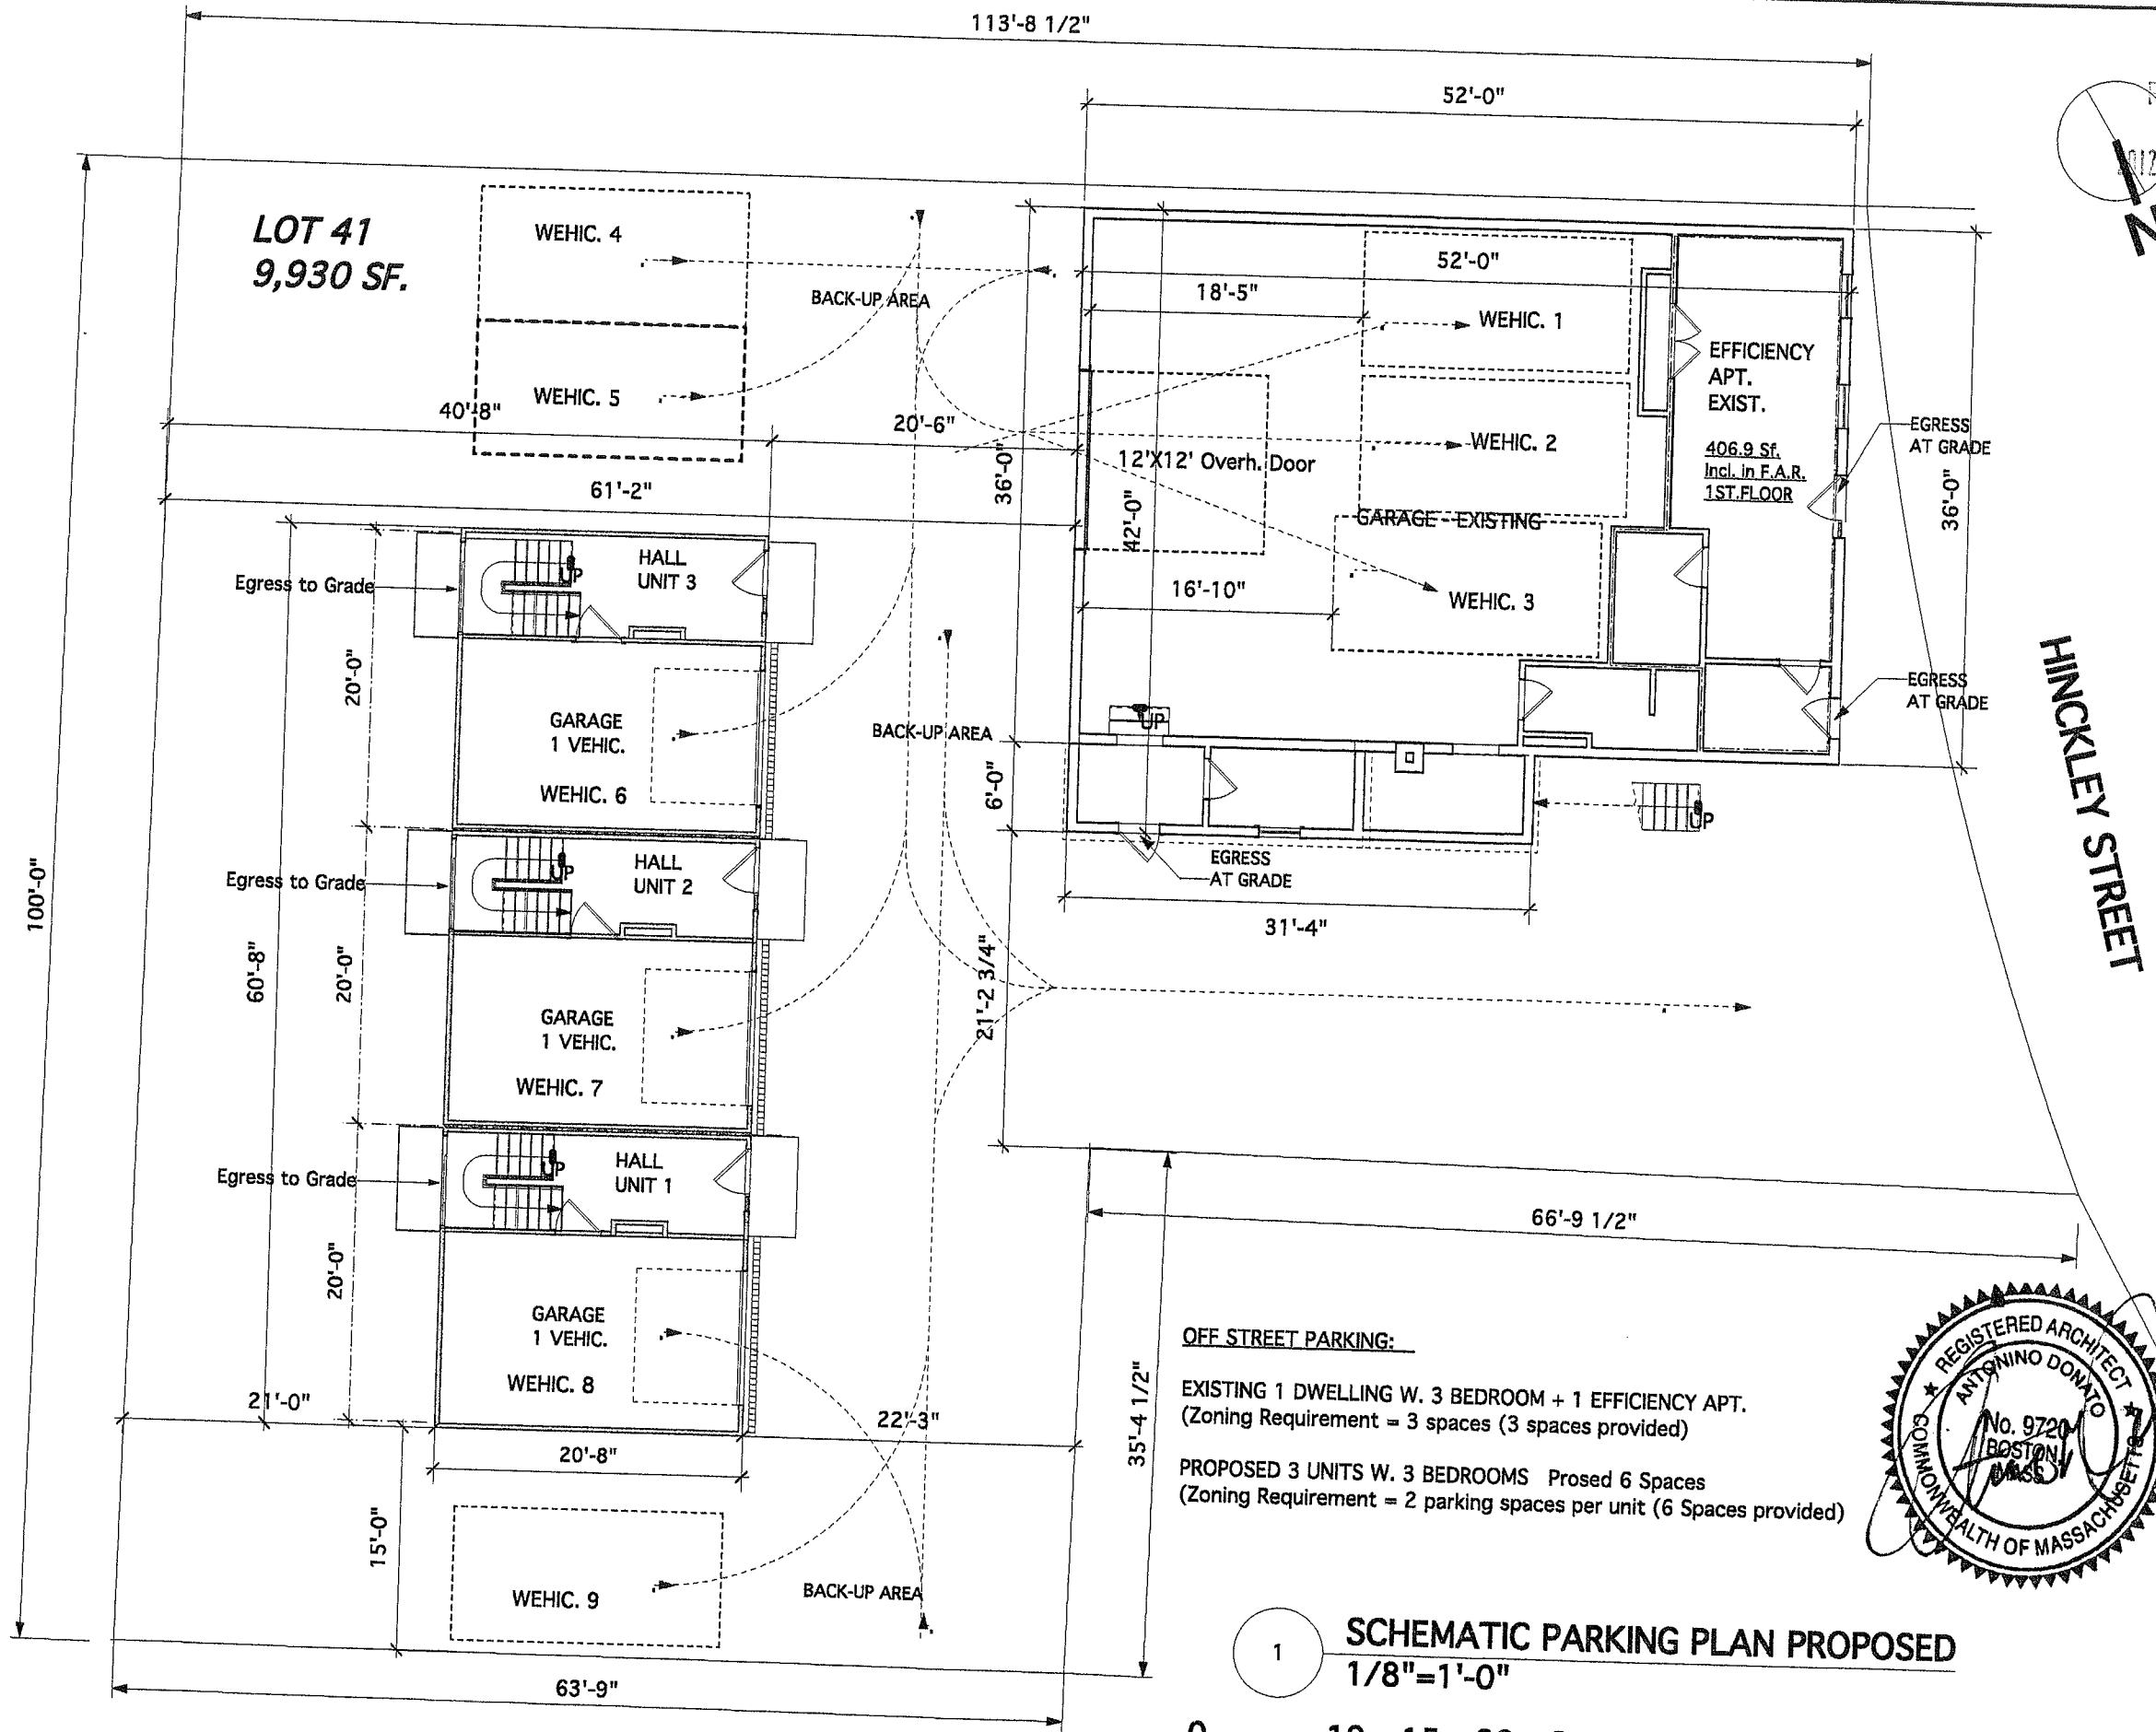 113'-8 1/2"
52'-0"
LOT 41
9,930 SF.
WEHIC. 4
BACK-UP AREA
52'-0"
18'-5"
WEHIC. 1
EFFICIENCY
APT.
EXIST.
406.9 Sf.
Incl. in F.A.R.
1ST.FLOOR
WEHIC. 5
40'-8"
20'-6"
36'-0"
WEHIC. 2
12'X12' Overh. Door
EGRESS
AT GRADE
36'-0"
61'-2"
42'-0"
GARAGE - EXISTING
HALL
UNIT 3
UP
Egress to Grade
16'-10"
WEHIC. 3
HINCKLEY STREET
20'-0"
GARAGE
1 VEHIC.
WEHIC. 6
BACK-UP AREA
UP
EGRESS
AT GRADE
6'-0"
UP
HALL
UNIT 2
UP
Egress to Grade
EGRESS
AT GRADE
31'-4"
100'-0"
60'-8"
20'-0"
21'-2 3/4"
GARAGE
1 VEHIC.
WEHIC. 7
HALL
UNIT 1
UP
Egress to Grade
66'-9 1/2"
20'-0"
GARAGE
1 VEHIC.
WEHIC. 8
21'-0"
22'-3"
20'-8"
35'-4 1/2"
15'-0"
WEHIC. 9
BACK-UP AREA
63'-9"
OFF STREET PARKING:
EXISTING 1 DWELLING W. 3 BEDROOM + 1 EFFICIENCY APT.
(Zoning Requirement = 3 spaces (3 spaces provided)
PROPOSED 3 UNITS W. 3 BEDROOMS Prosed 6 Spaces
(Zoning Requirement = 2 parking spaces per unit (6 Spaces provided)
REGISTERED ARCHITECT
ANTONINO DONATO
No. 9720
BOSTON
MASS.
COMMONWEALTH OF MASSACHUSETTS
1
SCHEMATIC PARKING PLAN PROPOSED
1/8"=1'-0"